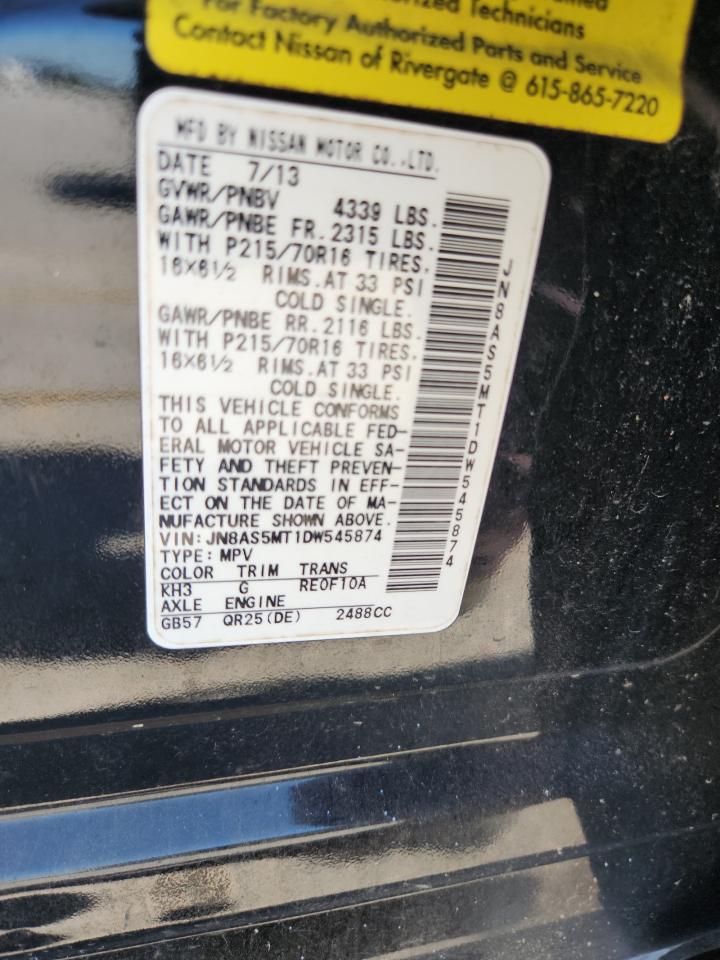 Technicians
For Factory Authorized Parts and Service
Contact Nissan of Rivergate @ 615-865-7220
MFD BY NISSAN MOTOR CO.,LTD.
DATE 7/13
GVWR/PNBV 4339 LBS.
GAWR/PNBE FR. 2315 LBS.
WITH P215/70R16 TIRES.
16X6½ RIMS.AT 33 PSI
COLD SINGLE.
GAWR/PNBE RR. 2116 LBS.
WITH P215/70R16 TIRES.
16X6½ RIMS.AT 33 PSI
COLD SINGLE.
THIS VEHICLE CONFORMS
TO ALL APPLICABLE FED-
ERAL MOTOR VEHICLE SA-
FETY AND THEFT PREVEN-
TION STANDARDS IN EFF-
ECT ON THE DATE OF MA-
NUFACTURE SHOWN ABOVE.
VIN:JN8AS5MT1DW545874
TYPE:MPV
COLOR TRIM TRANS
KH3 G RE0F10A
AXLE ENGINE
GB57 QR25(DE) 2488CC
JN8AS5MT1DW545874